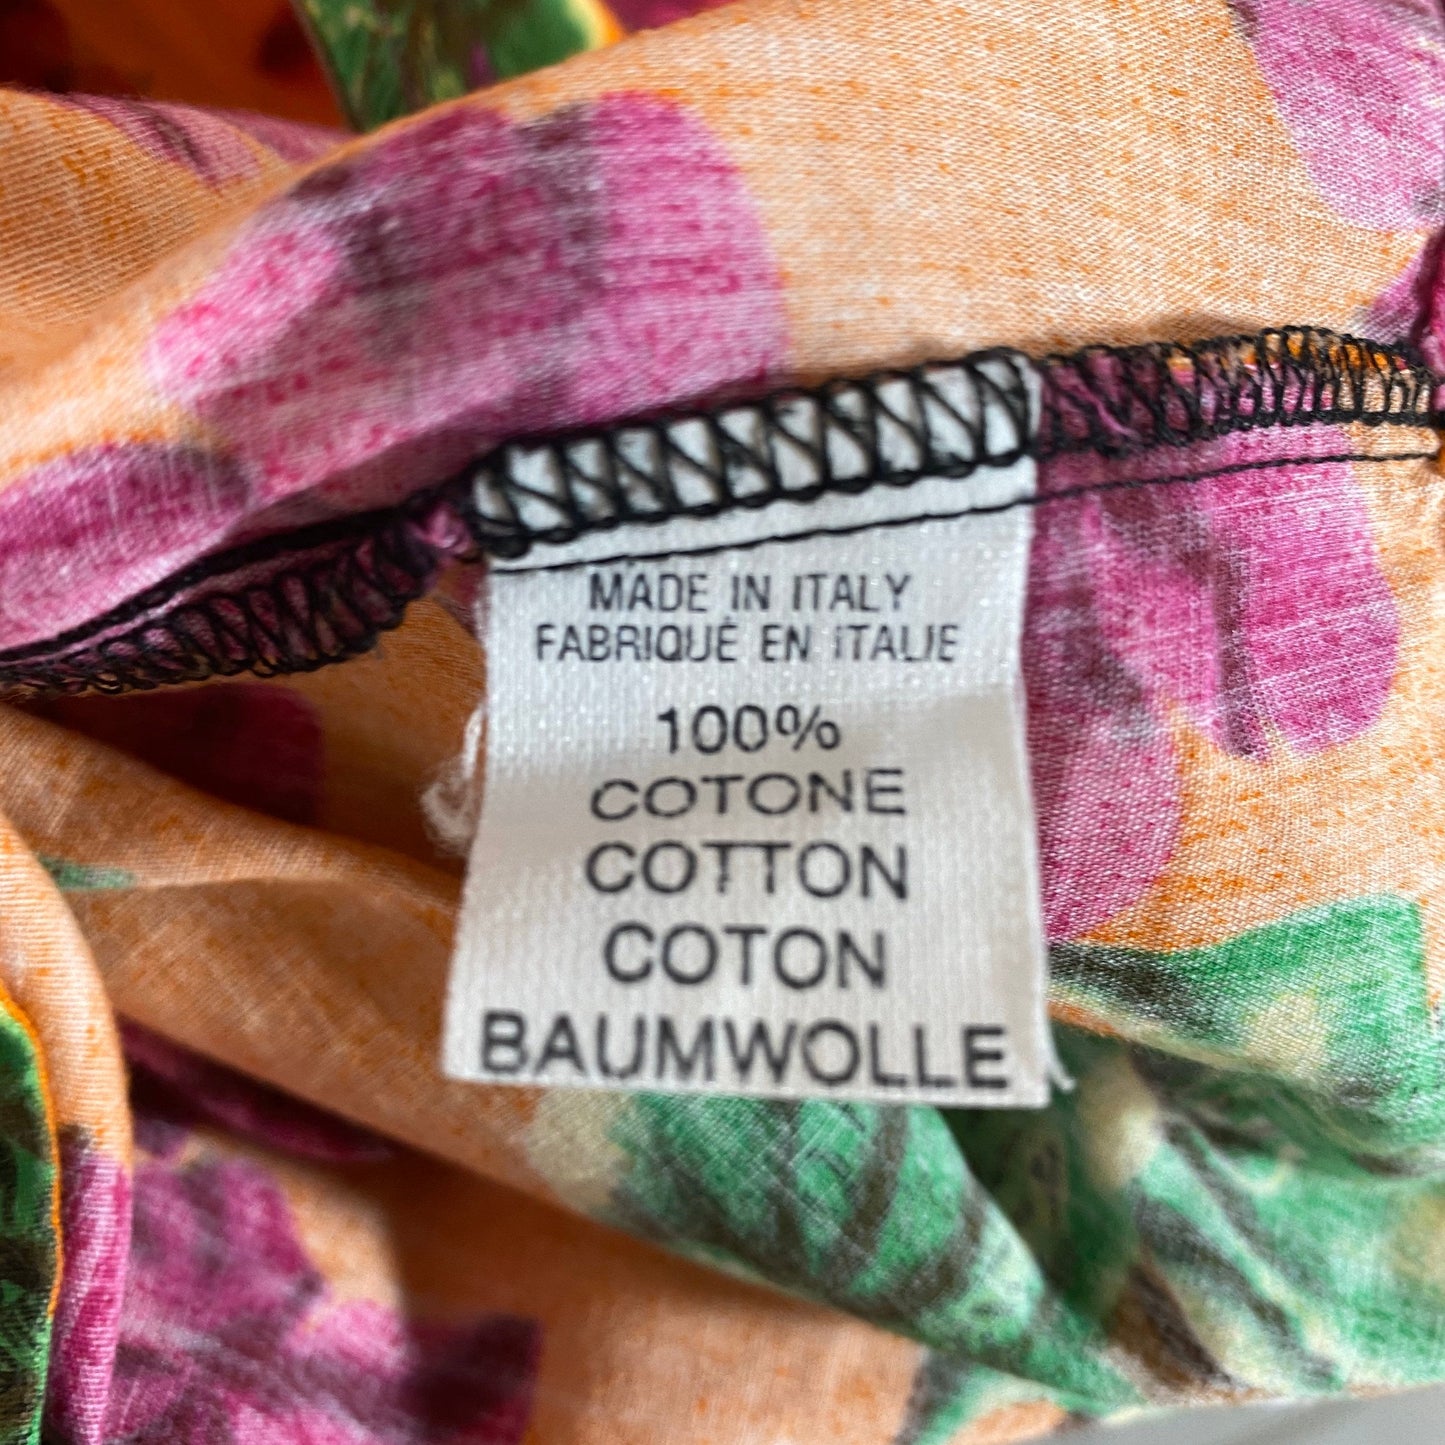 MADE IN ITALY
FABRIQUÉ EN ITALIE
100%
COTONE
COTTON
COTON
BAUMWOLLE